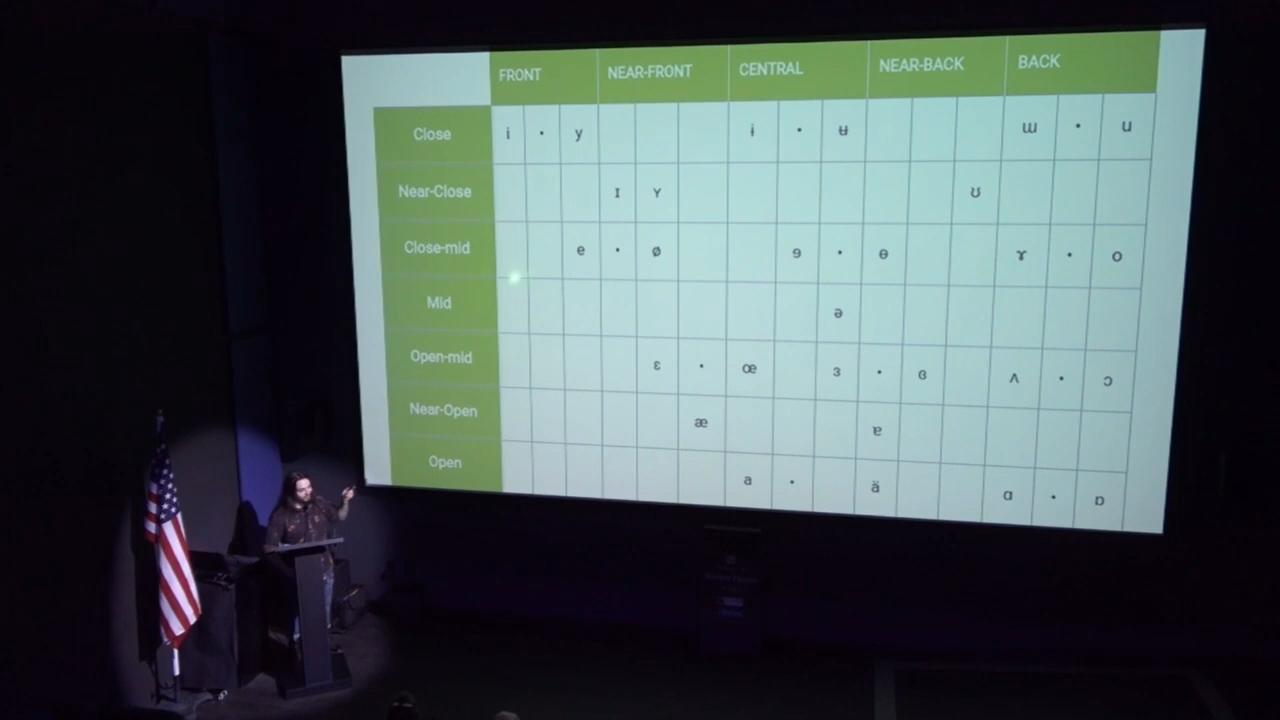 FRONT NEAR-FRONT CENTRAL NEAR-BACK BACK
Close i • y ɨ • ʉ ɯ • u
Near-Close ɪ ʏ ʊ
Close-mid e • ø ɘ • ɵ ɤ • o
Mid ə
Open-mid ɛ • œ ɜ • ɞ ʌ • ɔ
Near-Open æ ɐ
Open a • ä ɑ • ɒ